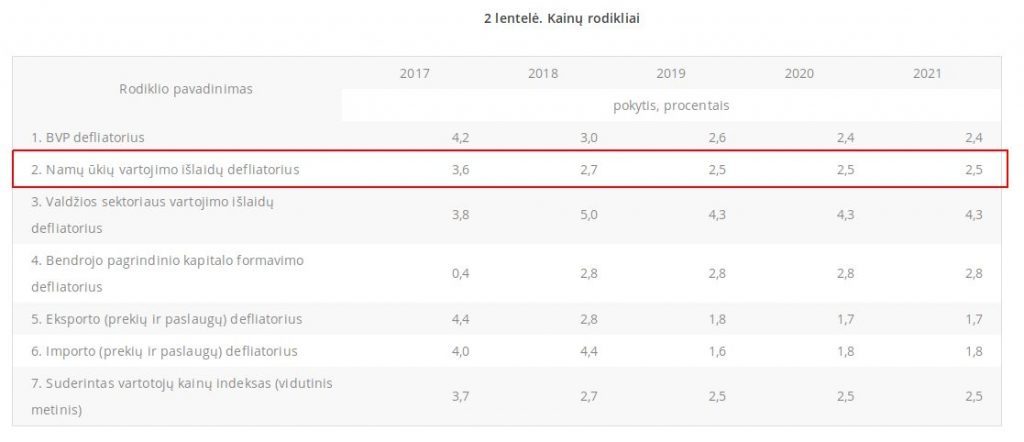 2 lentelė. Kainų rodikliai
Rodiklio pavadinimas
2017 2018 2019 2020 2021
pokytis, procentais
1. BVP defliatorius 4,2 3,0 2,6 2,4 2,4
2. Namų ūkių vartojimo išlaidų defliatorius 3,6 2,7 2,5 2,5 2,5
3. Valdžios sektoriaus vartojimo išlaidų
defliatorius 3,8 5,0 4,3 4,3 4,3
4. Bendrojo pagrindinio kapitalo formavimo
defliatorius 0,4 2,8 2,8 2,8 2,8
5. Eksporto (prekių ir paslaugų) defliatorius 4,4 2,8 1,8 1,7 1,7
6. Importo (prekių ir paslaugų) defliatorius 4,0 4,4 1,6 1,8 1,8
7. Suderintas vartotojų kainų indeksas (vidutinis
metinis) 3,7 2,7 2,5 2,5 2,5